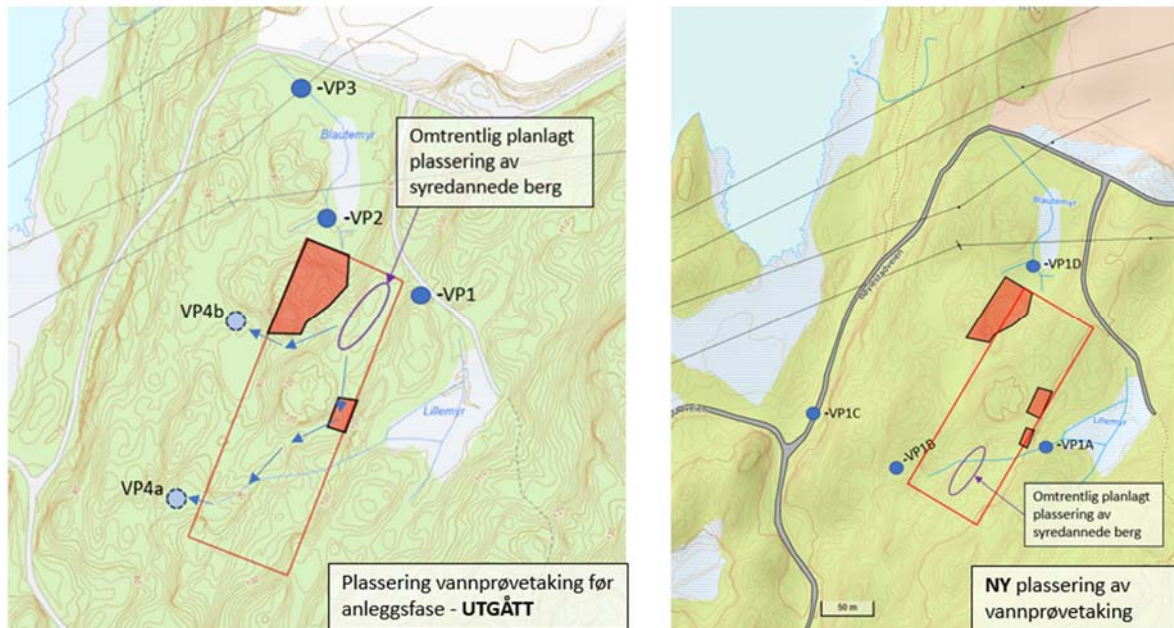 -VP3
Blautemyr
Omtrentlig planlagt
plassering av
syredannede berg
-VP2
-VP1
VP4b
Lillemyr
VP4a
Plassering vannprøvetaking før
anleggsfase - UTGÅTT
Blautemyr
-VP1D
-VP1C
Lillemyr
-VP1B
-VP1A
Omtrentlig planlagt
plassering av
syredannede berg
50 m
NY plassering av
vannprøvetaking